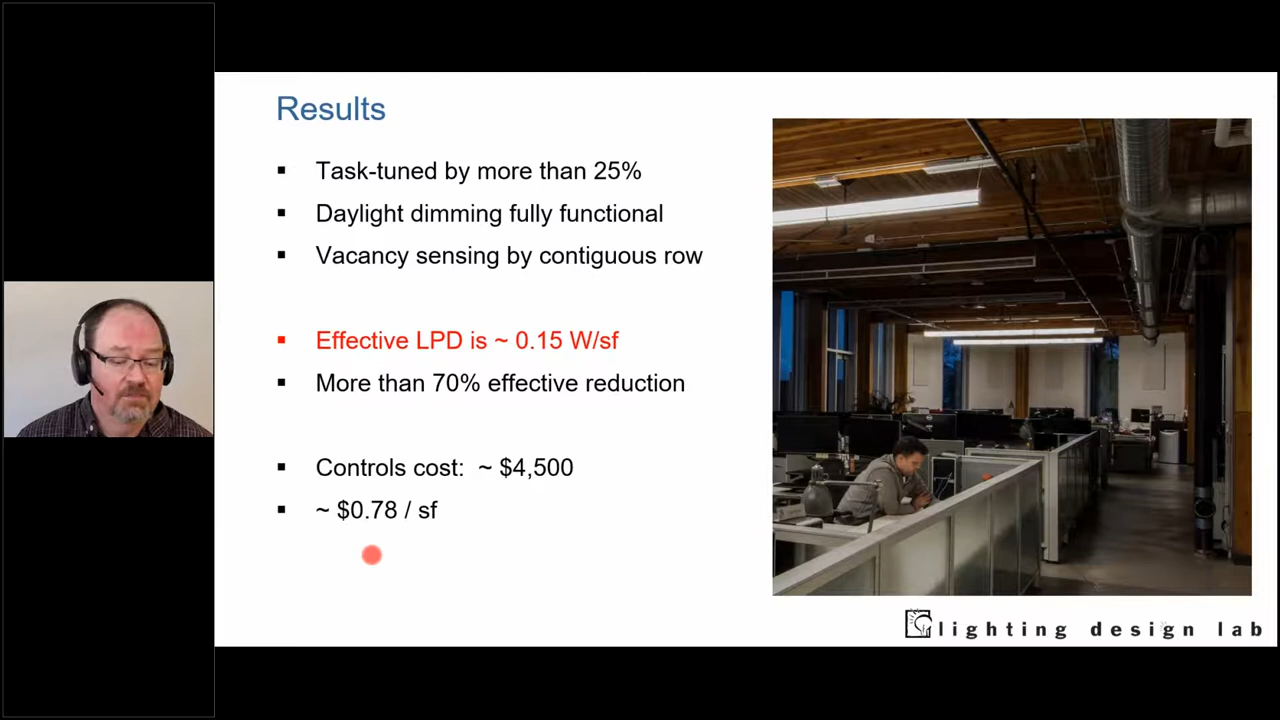 Results
▪ Task-tuned by more than 25%
▪ Daylight dimming fully functional
▪ Vacancy sensing by contiguous row
▪ Effective LPD is ~ 0.15 W/sf
▪ More than 70% effective reduction
▪ Controls cost: ~ $4,500
▪ ~ $0.78 / sf
lighting design lab